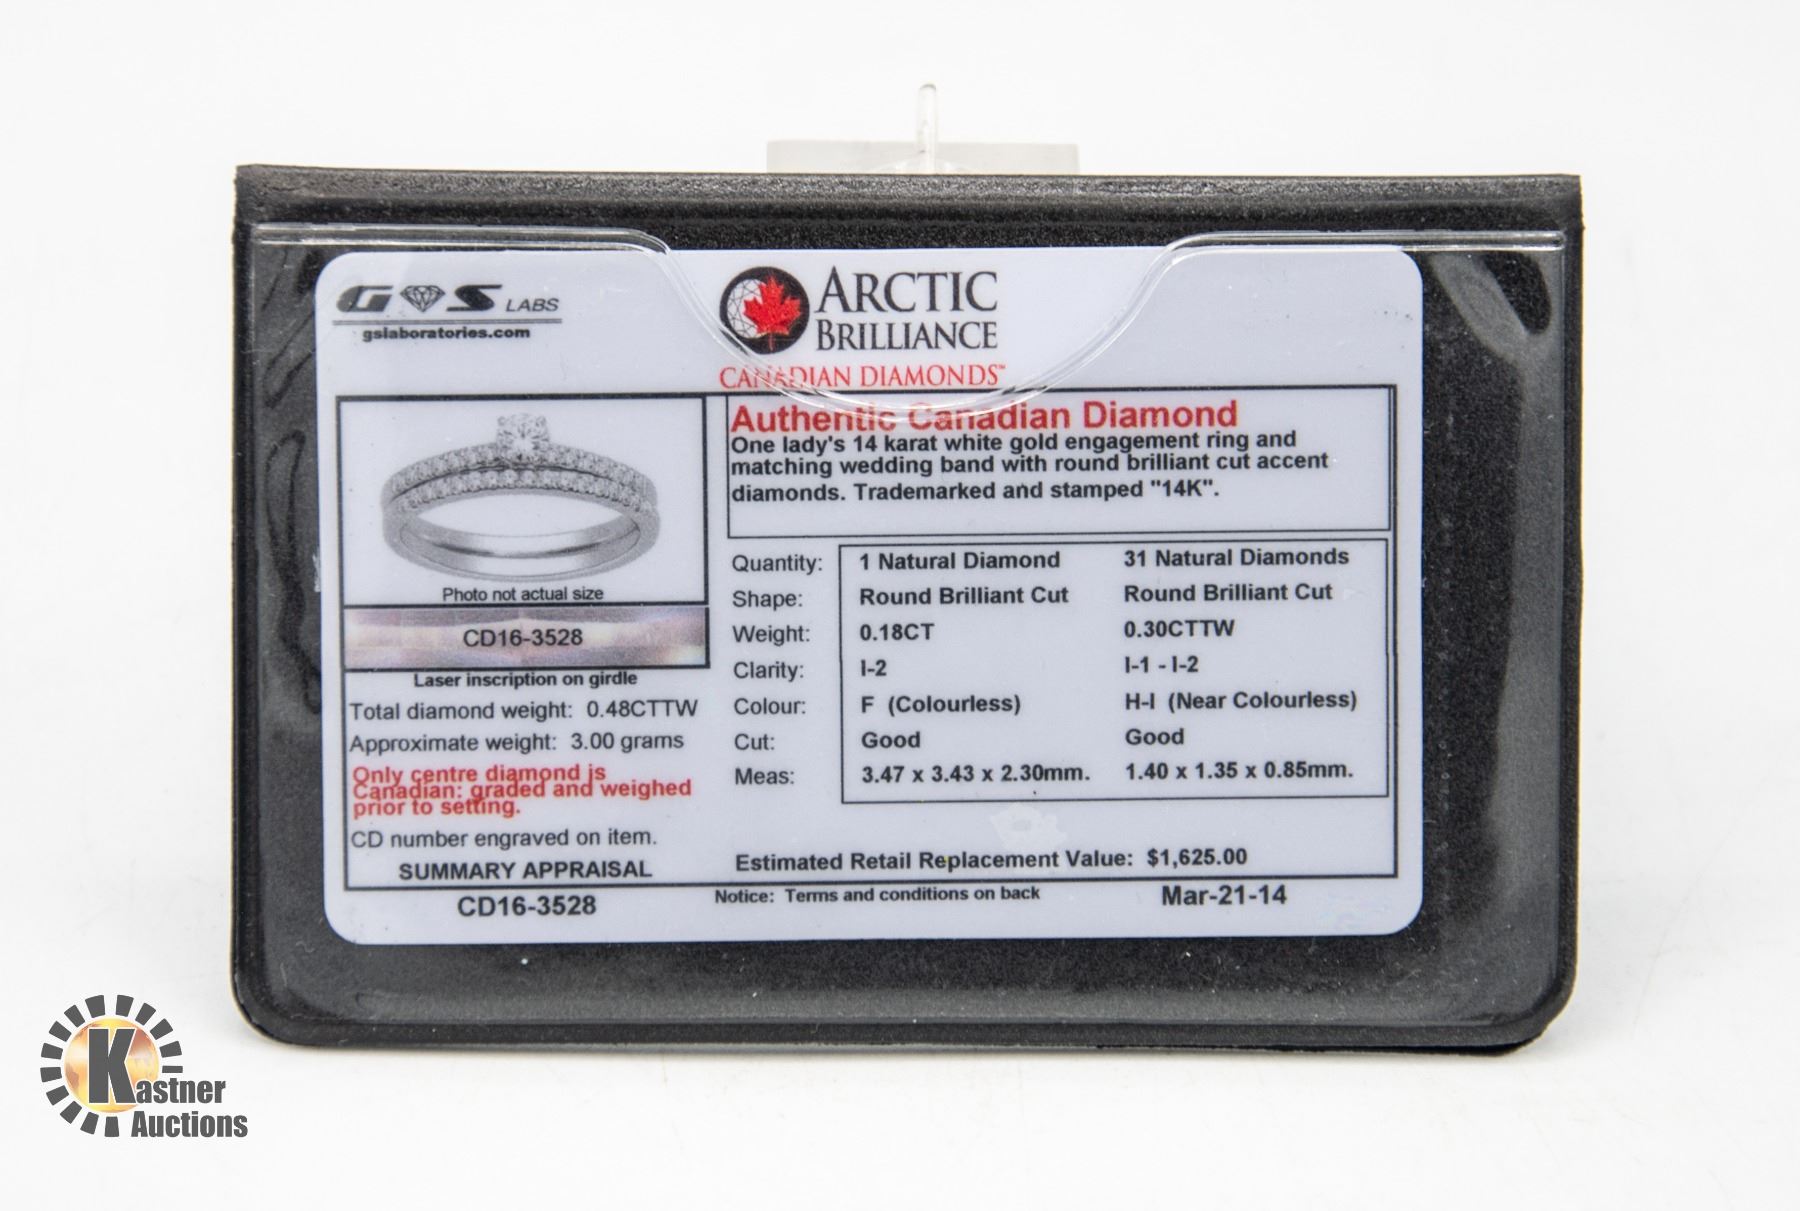 GS LABS
gslaboratories.com
ARCTIC
BRILLIANCE
CANADIAN DIAMONDS™
Photo not actual size
CD16-3528
Laser inscription on girdle
Total diamond weight: 0.48CTTW
Approximate weight: 3.00 grams
Only centre diamond is
Canadian: graded and weighed
prior to setting.
CD number engraved on item.
SUMMARY APPRAISAL
CD16-3528
Authentic Canadian Diamond
One lady's 14 karat white gold engagement ring and
matching wedding band with round brilliant cut accent
diamonds. Trademarked and stamped "14K".
Quantity: 1 Natural Diamond 31 Natural Diamonds
Shape: Round Brilliant Cut Round Brilliant Cut
Weight: 0.18CT 0.30CTTW
Clarity: I-2 I-1 - I-2
Colour: F (Colourless) H-I (Near Colourless)
Cut: Good Good
Meas: 3.47 x 3.43 x 2.30mm. 1.40 x 1.35 x 0.85mm.
Estimated Retail Replacement Value: $1,625.00
Notice: Terms and conditions on back Mar-21-14
Kastner
Auctions